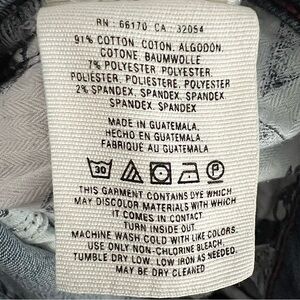 RN : 66170 CA : 32054
91% COTTON. COTON. ALGODÓN.
COTONE. BAUMWOLLE
7% POLYESTER. POLYESTER.
POLIÉSTER. POLIESTERE. POLYESTER
2% SPANDEX. SPANDEX. SPANDEX.
SPANDEX. SPANDEX
MADE IN GUATEMALA.
HECHO EN GUATEMALA.
FABRIQUÉ AU GUATEMALA
30 P
THIS GARMENT CONTAINS DYE WHICH
MAY DISCOLOR MATERIALS WITH WHICH
IT COMES IN CONTACT
TURN INSIDE OUT.
MACHINE WASH COLD WITH LIKE COLORS.
USE ONLY NON-CHLORINE BLEACH.
TUMBLE DRY LOW. LOW IRON AS NEEDED.
MAY BE DRY CLEANED